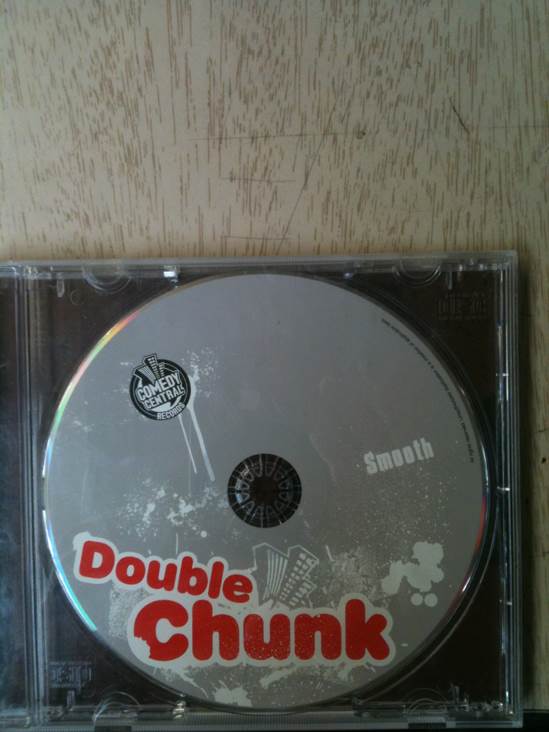 COMEDY
CENTRAL
RECORDS
Smooth
Double
Chunk